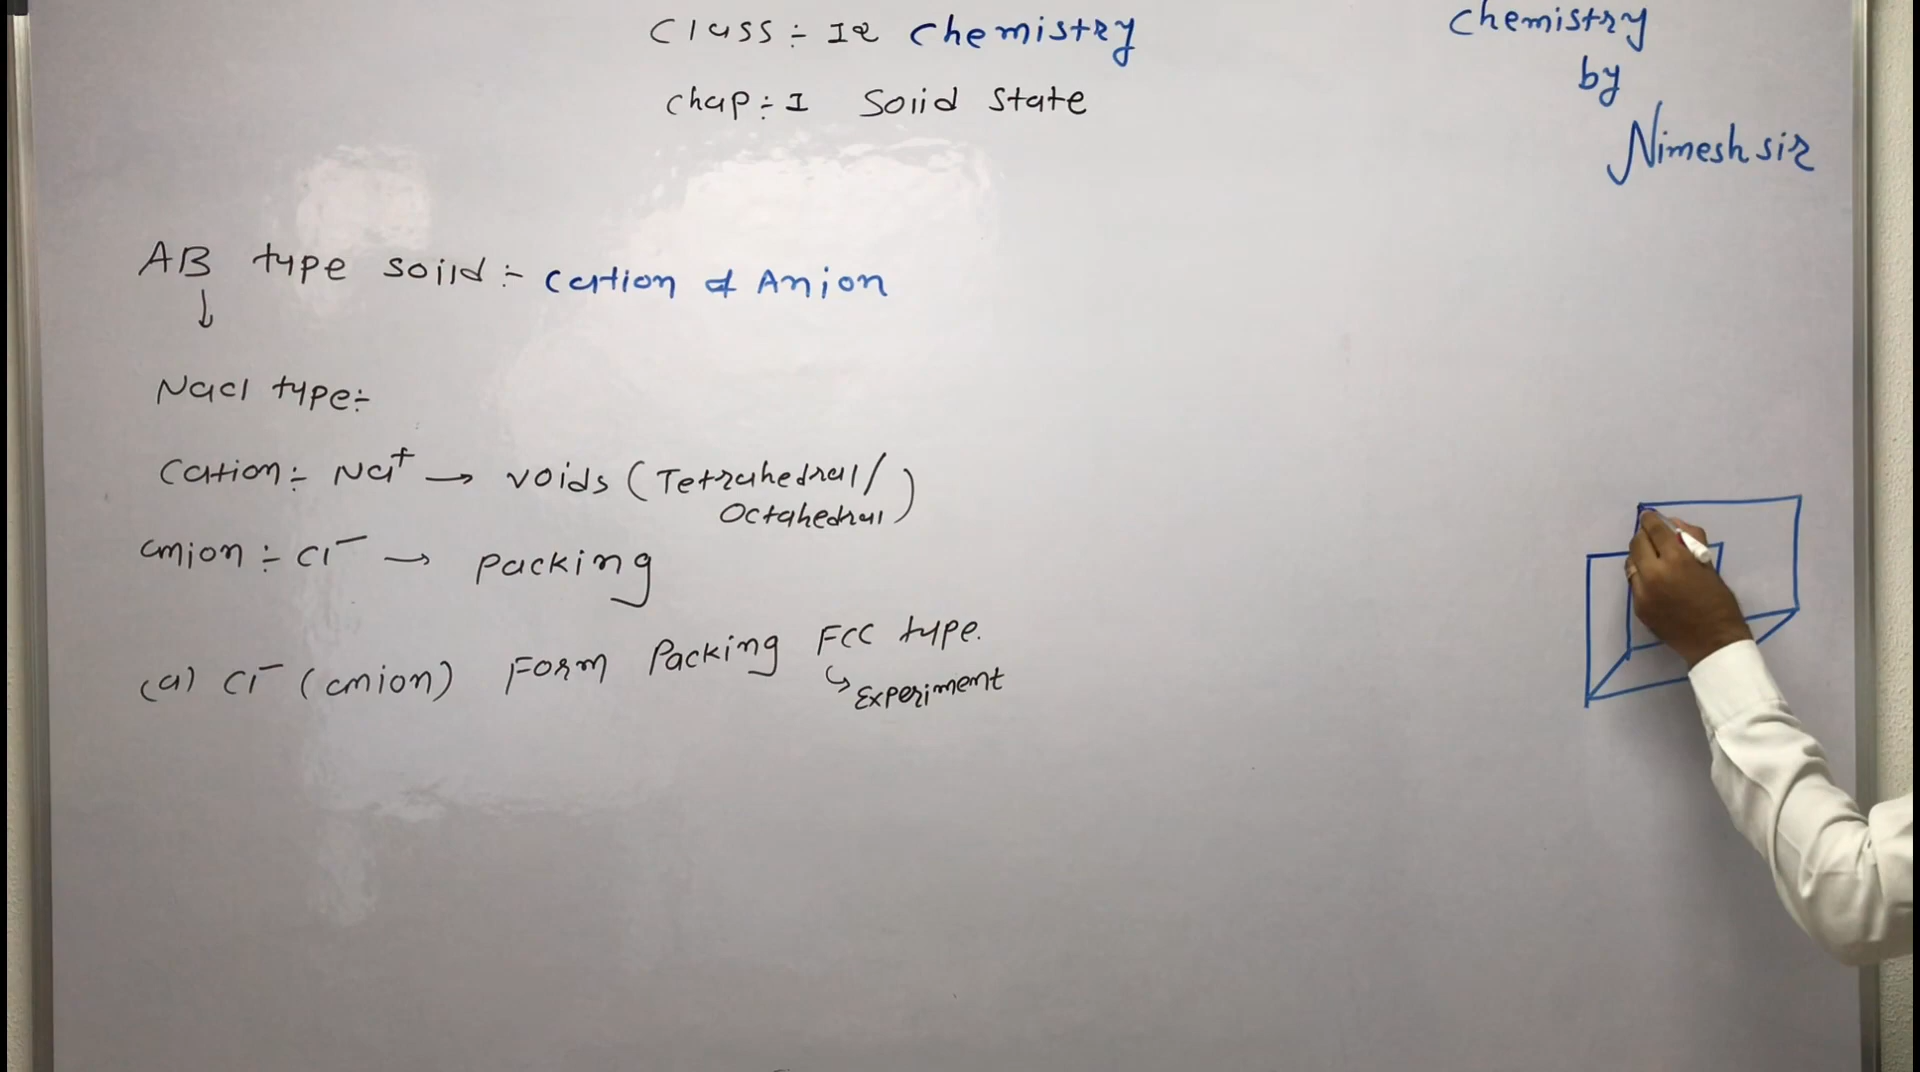 Class :- 12 Chemistry
Chap :- 1 Solid State
Chemistry
by
Nimesh sir
AB type solid :- Cation & Anion
↓
NaCl type :-
Cation :- Na⁺ → voids (Tetrahedral/
Octahedral)
anion :- Cl⁻ → packing
(a) Cl⁻ (anion) Form Packing FCC type.
↳ Experiment